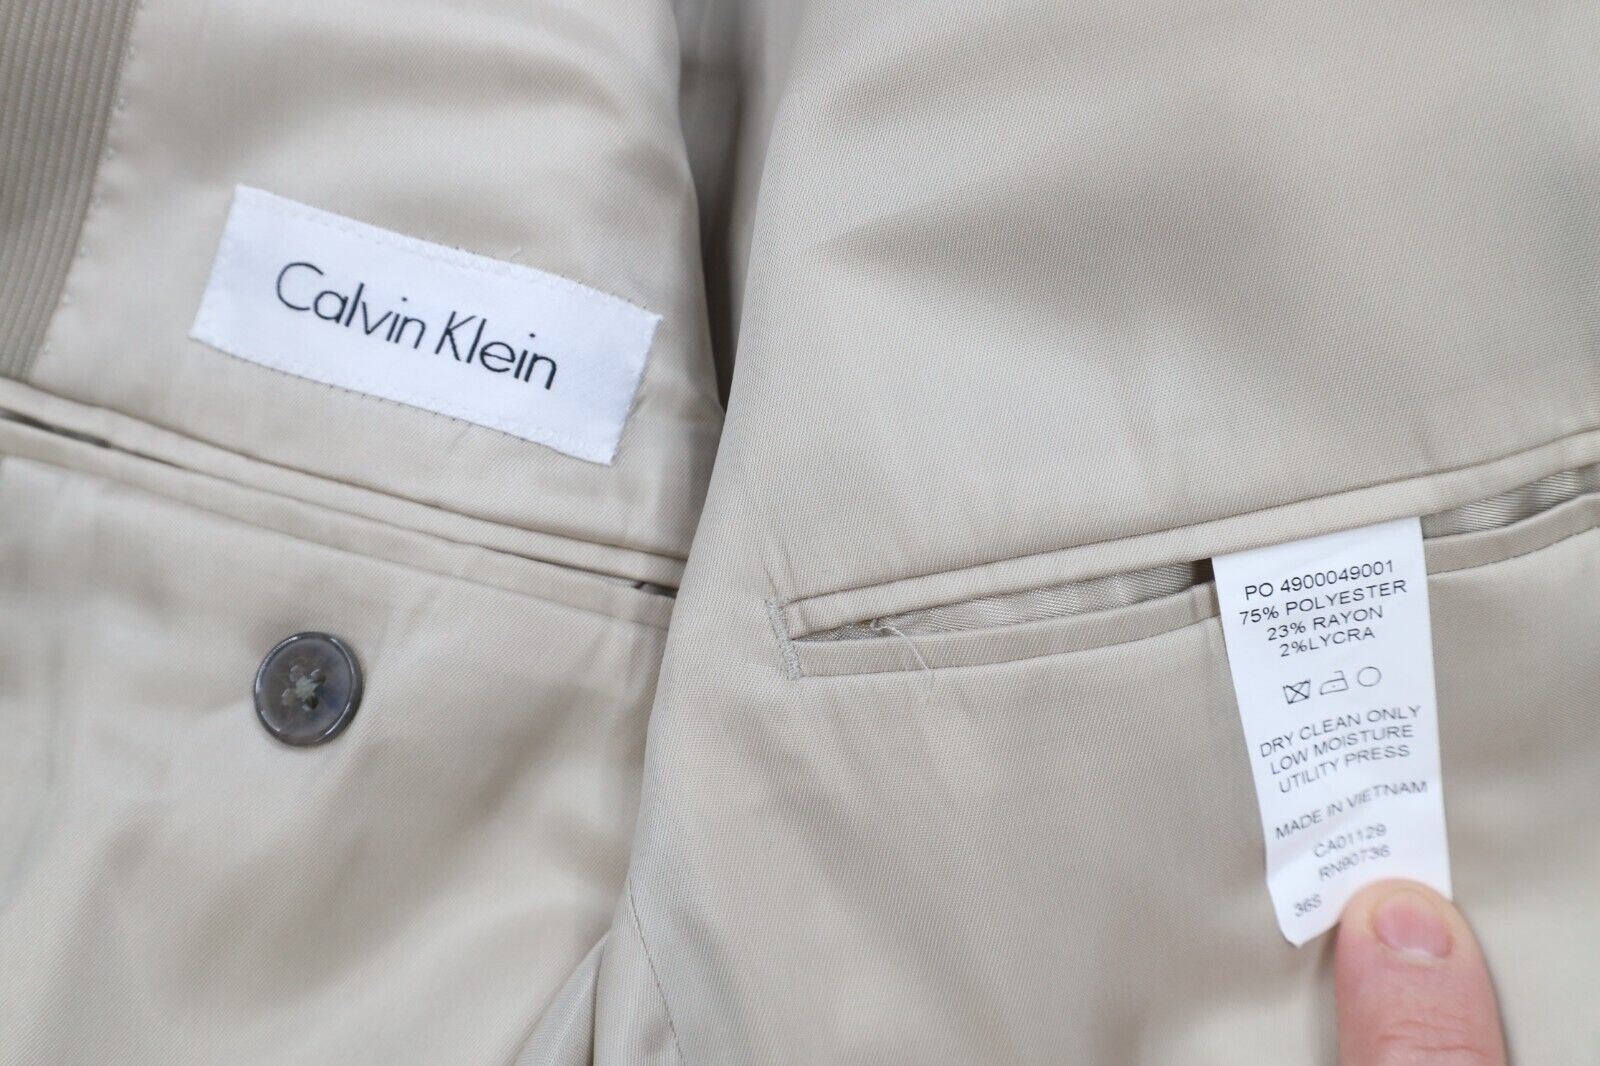 Calvin Klein
PO 4900049001
75% POLYESTER
23% RAYON
2%LYCRA
DRY CLEAN ONLY
LOW MOISTURE
UTILITY PRESS
MADE IN VIETNAM
CA01129
RN90736
36S